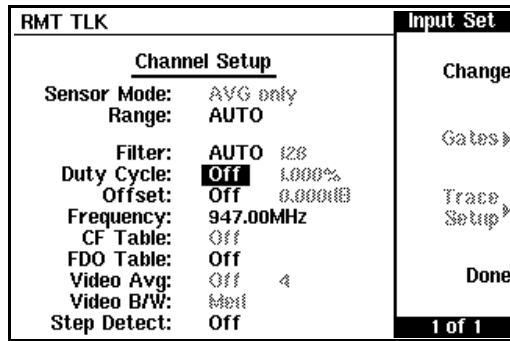 RMT TLK
Input Set
Channel Setup
Sensor Mode: AVG only
Range: AUTO
Filter: AUTO 128
Duty Cycle: Off 1.000%
Offset: Off 0.000dB
Frequency: 947.00MHz
CF Table: Off
FDO Table: Off
Video Avg: Off 4
Video B/W: Med
Step Detect: Off
Change
Gates
Trace
Setup
Done
1 of 1